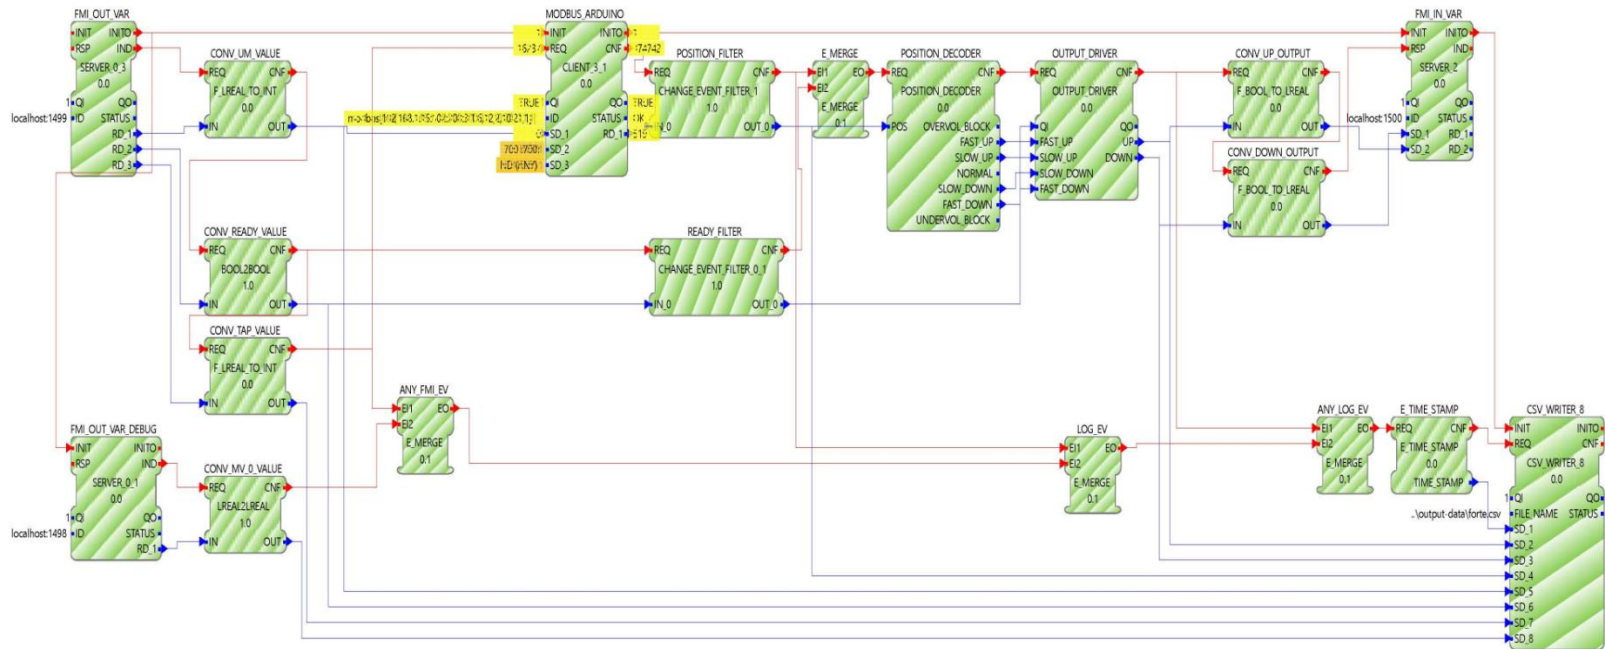 FMI_OUT_VAR
INIT INITO
RSP IND
SERVER_0_3
0.0
1 QI QO
localhost:1499 ID STATUS
RD_1
RD_2
RD_3
CONV_UM_VALUE
REQ CNF
F_LREAL_TO_INT
0.0
IN OUT
CONV_READY_VALUE
REQ CNF
BOOL2BOOL
1.0
IN OUT
CONV_TAP_VALUE
REQ CNF
F_LREAL_TO_INT
0.0
IN OUT
FMI_OUT_VAR_DEBUG
INIT INITO
RSP IND
SERVER_0_1
0.0
1 QI QO
localhost:1498 ID STATUS
RD_1
CONV_MV_0_VALUE
REQ CNF
LREAL2LREAL
1.0
IN OUT
ANY_FMI_EV
EI1 EO
EI2
E_MERGE
0.1
MODBUS_ARDUINO
INIT INITO
REQ CNF
CLIENT_3_1
0.0
TRUE QI QO TRUE
ID STATUS OK
SD_1 RD_1
SD_2
SD_3
POSITION_FILTER
REQ CNF
CHANGE_EVENT_FILTER_1
1.0
IN_0 OUT_0
READY_FILTER
REQ CNF
CHANGE_EVENT_FILTER_0_1
1.0
IN_0 OUT_0
E_MERGE
EI1 EO
EI2
E_MERGE
0.1
POSITION_DECODER
REQ CNF
POSITION_DECODER
0.0
POS OVERVOL_BLOCK
FAST_UP
SLOW_UP
NORMAL
SLOW_DOWN
FAST_DOWN
UNDERVOL_BLOCK
OUTPUT_DRIVER
REQ CNF
OUTPUT_DRIVER
0.0
QI QO
FAST_UP UP
SLOW_UP DOWN
SLOW_DOWN
FAST_DOWN
CONV_UP_OUTPUT
REQ CNF
F_BOOL_TO_LREAL
0.0
IN OUT
CONV_DOWN_OUTPUT
REQ CNF
F_BOOL_TO_LREAL
0.0
IN OUT
FMI_IN_VAR
INIT INITO
RSP IND
SERVER_2
0.0
1 QI QO
localhost:1500 ID STATUS
SD_1 RD_1
SD_2 RD_2
LOG_EV
EI1 EO
EI2
E_MERGE
0.1
ANY_LOG_EV
EI1 EO
EI2
E_MERGE
0.1
E_TIME_STAMP
REQ CNF
E_TIME_STAMP
0.0
TIME_STAMP
CSV_WRITER_8
INIT INITO
REQ CNF
CSV_WRITER_8
0.0
1 QI QO
..\output-data\forte.csv FILE_NAME STATUS
SD_1
SD_2
SD_3
SD_4
SD_5
SD_6
SD_7
SD_8